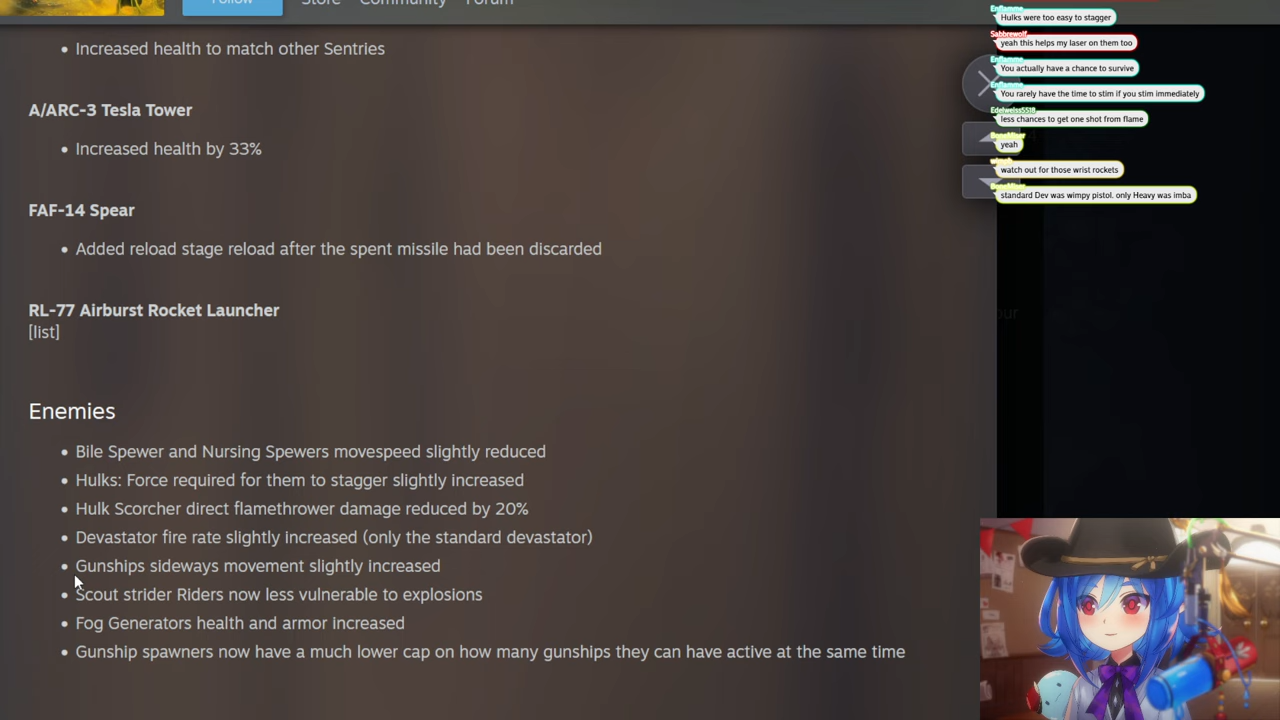 Follow
Store
Community
Forum
Increased health to match other Sentries
A/ARC-3 Tesla Tower
Increased health by 33%
FAF-14 Spear
Added reload stage reload after the spent missile had been discarded
RL-77 Airburst Rocket Launcher
[list]
Enemies
Bile Spewer and Nursing Spewers movespeed slightly reduced
Hulks: Force required for them to stagger slightly increased
Hulk Scorcher direct flamethrower damage reduced by 20%
Devastator fire rate slightly increased (only the standard devastator)
Gunships sideways movement slightly increased
Scout strider Riders now less vulnerable to explosions
Fog Generators health and armor increased
Gunship spawners now have a much lower cap on how many gunships they can have active at the same time
Enflamme
Hulks were too easy to stagger
Sabbrewolf
yeah this helps my laser on them too
Enflamme
You actually have a chance to survive
Enflamme
You rarely have the time to stim if you stim immediately
less chances to get one shot from flame
yeah
watch out for those wrist rockets
standard Dev was wimpy pistol. only Heavy was imba
our